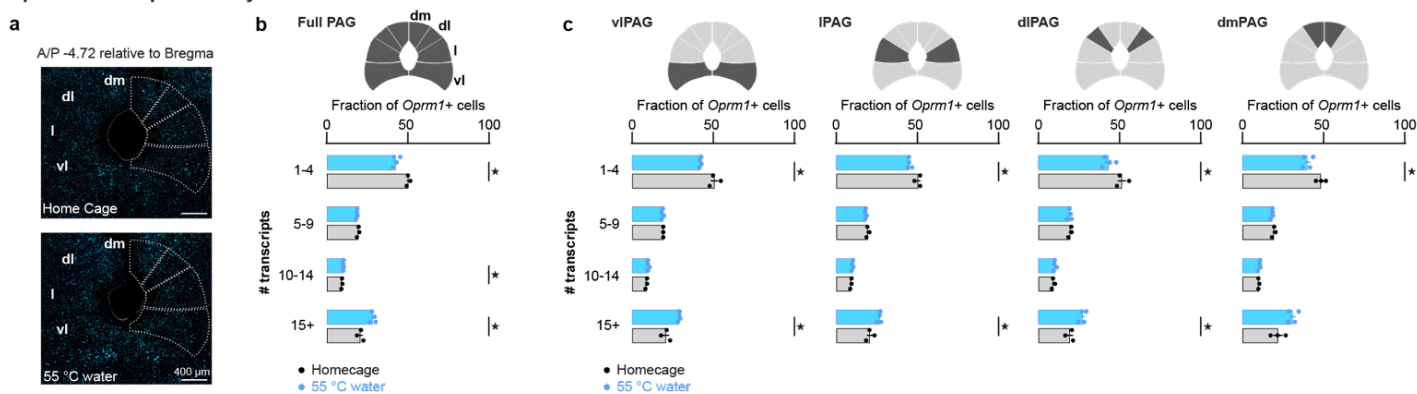 a
A/P -4.72 relative to Bregma
dm
dl
l
vl
Home Cage
dm
dl
l
vl
400 µm
55 °C water
b
Full PAG
dm
dl
l
vl
Fraction of Oprm1+ cells
0 50 100
# transcripts
1-4 ★
5-9
10-14 ★
15+ ★
Homecage
55 °C water
c
vlPAG
Fraction of Oprm1+ cells
0 50 100
# transcripts
1-4 ★
5-9
10-14
15+ ★
Homecage
55 °C water
lPAG
Fraction of Oprm1+ cells
0 50 100
★
★
dlPAG
Fraction of Oprm1+ cells
0 50 100
★
★
dmPAG
Fraction of Oprm1+ cells
0 50 100
★